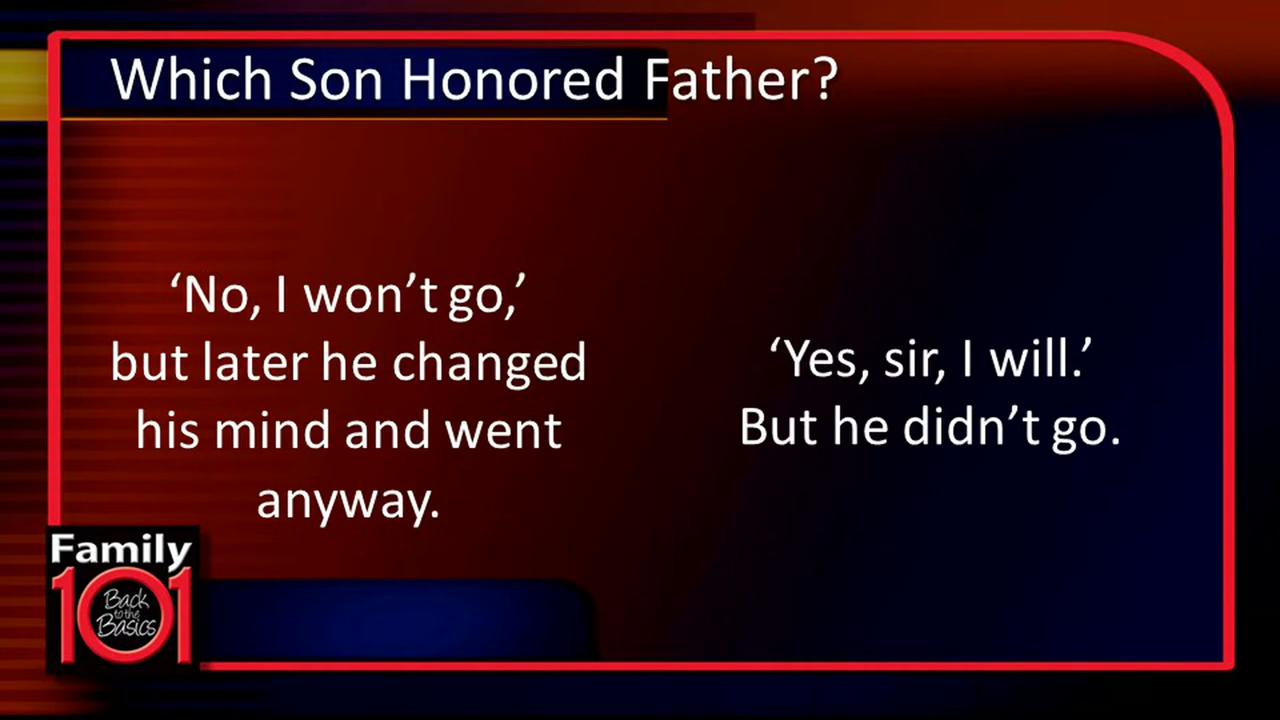 Which Son Honored Father?
‘No, I won’t go,’
but later he changed
his mind and went
anyway.
‘Yes, sir, I will.’
But he didn’t go.
Family
101
Back
to the
Basics